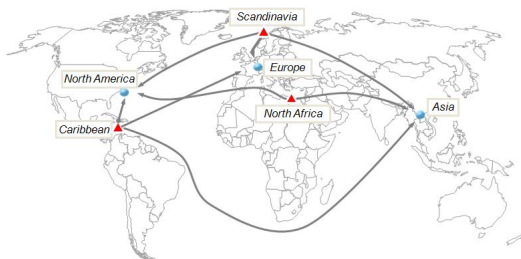 Scandinavia
North America
Europe
Asia
North Africa
Caribbean